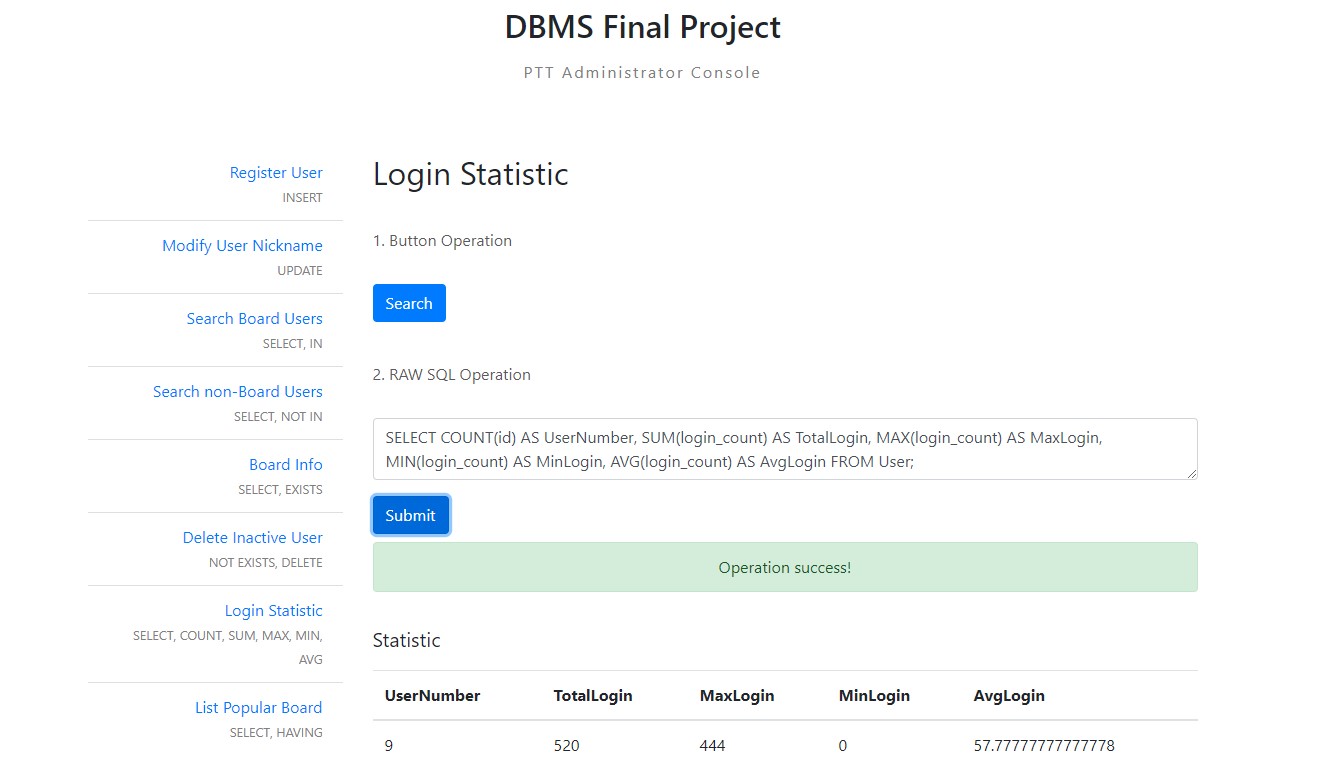 DBMS Final Project
PTT Administrator Console
Register User
INSERT
Modify User Nickname
UPDATE
Search Board Users
SELECT, IN
Search non-Board Users
SELECT, NOT IN
Board Info
SELECT, EXISTS
Delete Inactive User
NOT EXISTS, DELETE
Login Statistic
SELECT, COUNT, SUM, MAX, MIN,
AVG
List Popular Board
SELECT, HAVING
Login Statistic
1. Button Operation
Search
2. RAW SQL Operation
SELECT COUNT(id) AS UserNumber, SUM(login_count) AS TotalLogin, MAX(login_count) AS MaxLogin,
MIN(login_count) AS MinLogin, AVG(login_count) AS AvgLogin FROM User;
Submit
Operation success!
Statistic
UserNumber TotalLogin MaxLogin MinLogin AvgLogin
9 520 444 0 57.77777777777778